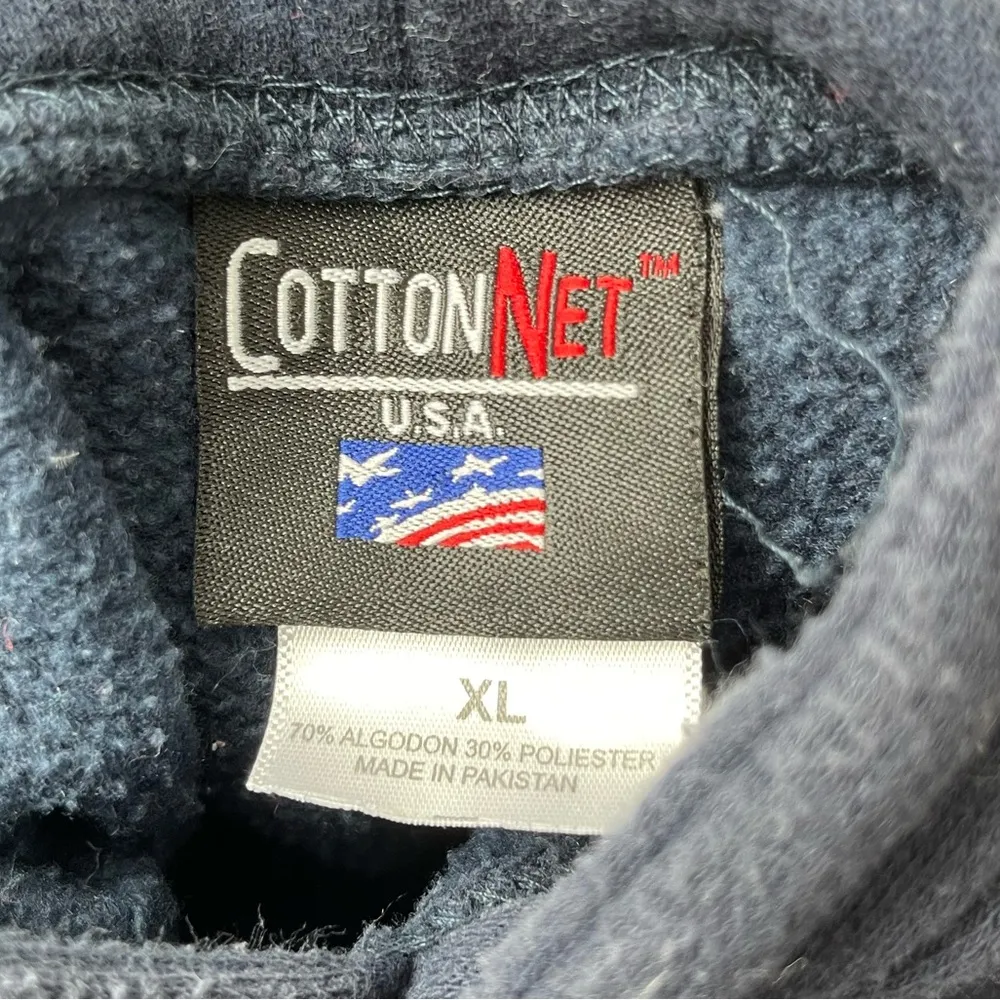 COTTONNET™
U.S.A.
XL
70% ALGODON 30% POLIESTER
MADE IN PAKISTAN